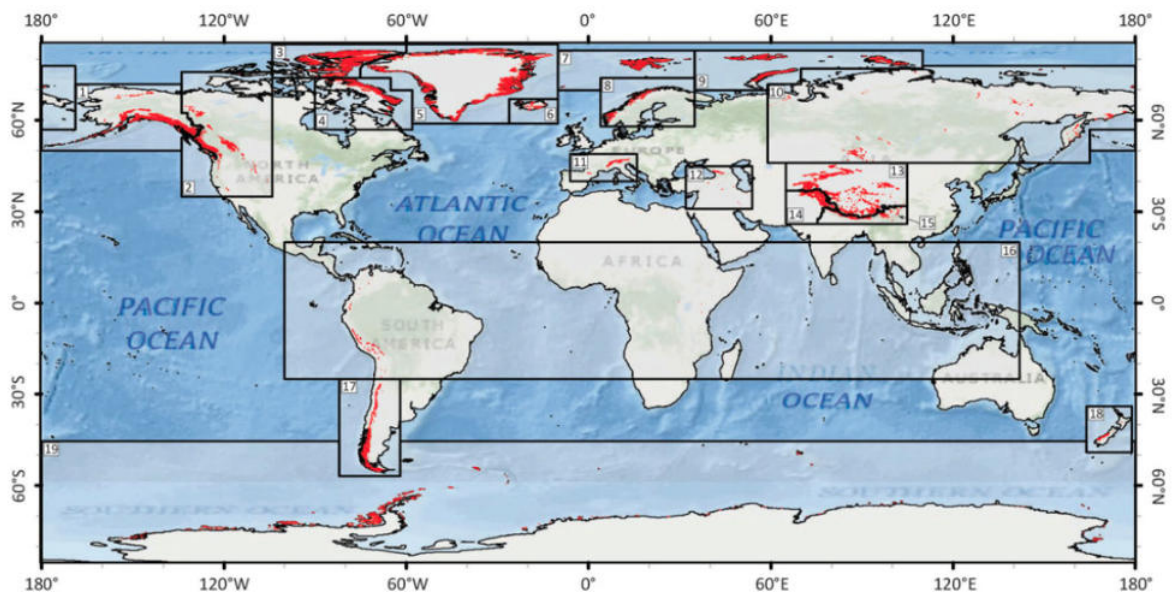 180° 120°W 60°W 0° 60°E 120°E 180°
60°N 30°N 0° 30°S 60°S
60°N 30°S 0° 30°N 60°N
1
2
3
4
5
6
7
8
9
10
11
12
13
14
15
16
17
18
19
NORTH
AMERICA
EUROPE
ASIA
ATLANTIC
OCEAN
PACIFIC
OCEAN
AFRICA
PACIFIC
OCEAN
SOUTH
AMERICA
INDIAN
OCEAN
AUSTRALIA
SOUTHERN OCEAN
SOUTHERN OCEAN
180° 120°W 60°W 0° 60°E 120°E 180°